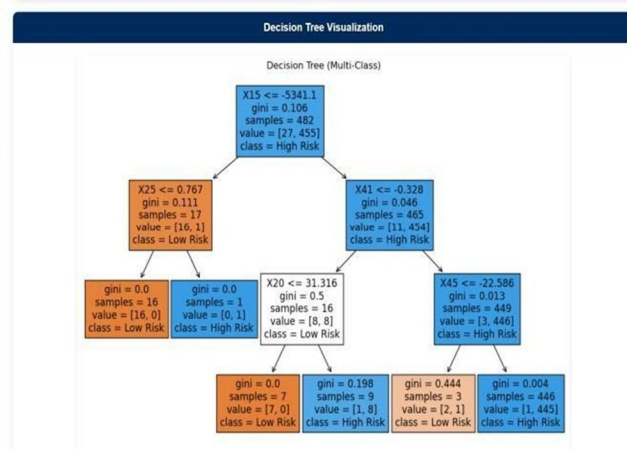 Decision Tree Visualization
Decision Tree (Multi-Class)
X15 <= -5341.1
gini = 0.106
samples = 482
value = [27, 455]
class = High Risk
X25 <= 0.767
gini = 0.111
samples = 17
value = [16, 1]
class = Low Risk
X41 <= -0.328
gini = 0.046
samples = 465
value = [11, 454]
class = High Risk
gini = 0.0
samples = 16
value = [16, 0]
class = Low Risk
gini = 0.0
samples = 1
value = [0, 1]
class = High Risk
X20 <= 31.316
gini = 0.5
samples = 16
value = [8, 8]
class = Low Risk
X45 <= -22.586
gini = 0.013
samples = 449
value = [3, 446]
class = High Risk
gini = 0.0
samples = 7
value = [7, 0]
class = Low Risk
gini = 0.198
samples = 9
value = [1, 8]
class = High Risk
gini = 0.444
samples = 3
value = [2, 1]
class = Low Risk
gini = 0.004
samples = 446
value = [1, 445]
class = High Risk